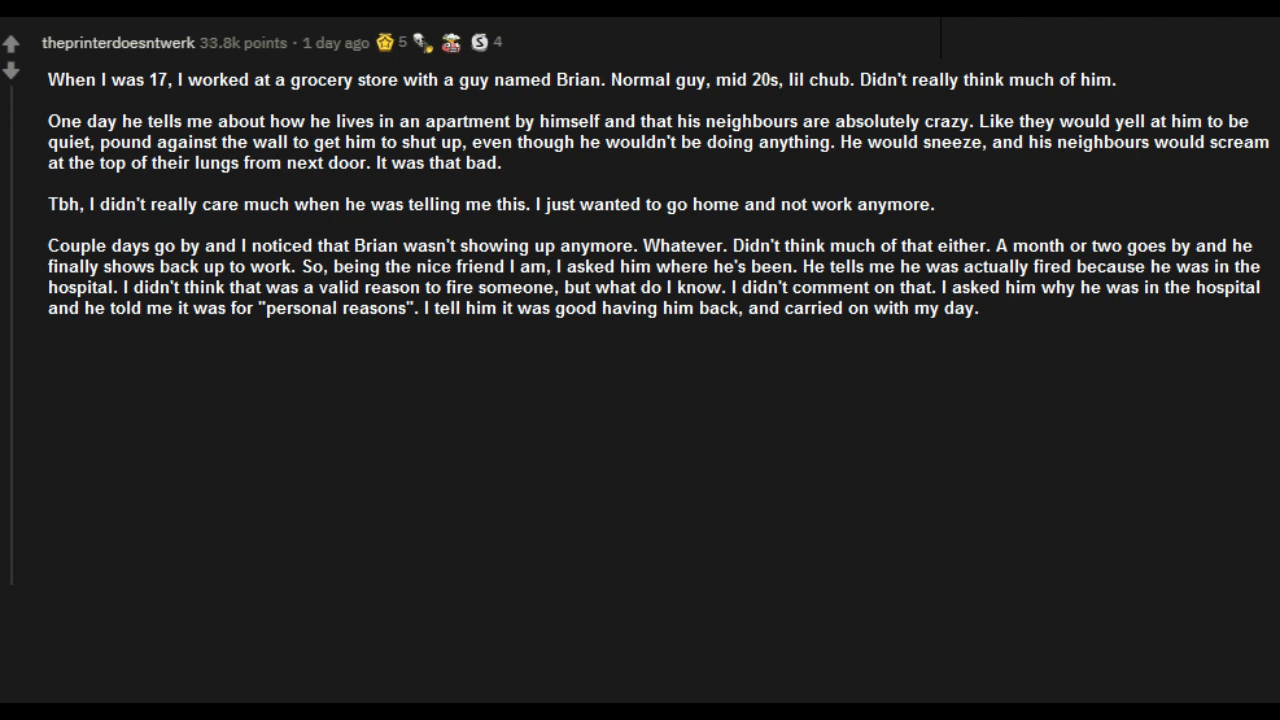 theprinterdoesntwerk 33.8k points · 1 day ago 5 S 4
When I was 17, I worked at a grocery store with a guy named Brian. Normal guy, mid 20s, lil chub. Didn't really think much of him.
One day he tells me about how he lives in an apartment by himself and that his neighbours are absolutely crazy. Like they would yell at him to be
quiet, pound against the wall to get him to shut up, even though he wouldn't be doing anything. He would sneeze, and his neighbours would scream
at the top of their lungs from next door. It was that bad.
Tbh, I didn't really care much when he was telling me this. I just wanted to go home and not work anymore.
Couple days go by and I noticed that Brian wasn't showing up anymore. Whatever. Didn't think much of that either. A month or two goes by and he
finally shows back up to work. So, being the nice friend I am, I asked him where he's been. He tells me he was actually fired because he was in the
hospital. I didn't think that was a valid reason to fire someone, but what do I know. I didn't comment on that. I asked him why he was in the hospital
and he told me it was for "personal reasons". I tell him it was good having him back, and carried on with my day.